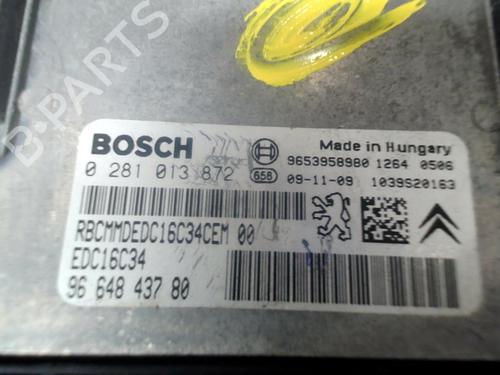 B-PARTS
BOSCH
Made in Hungary
9653958980 1264 0506
0 281 013 872
658
09-11-09 1039S20163
RBCMMDEDC16C34CEM 00
EDC16C34
96 648 437 80